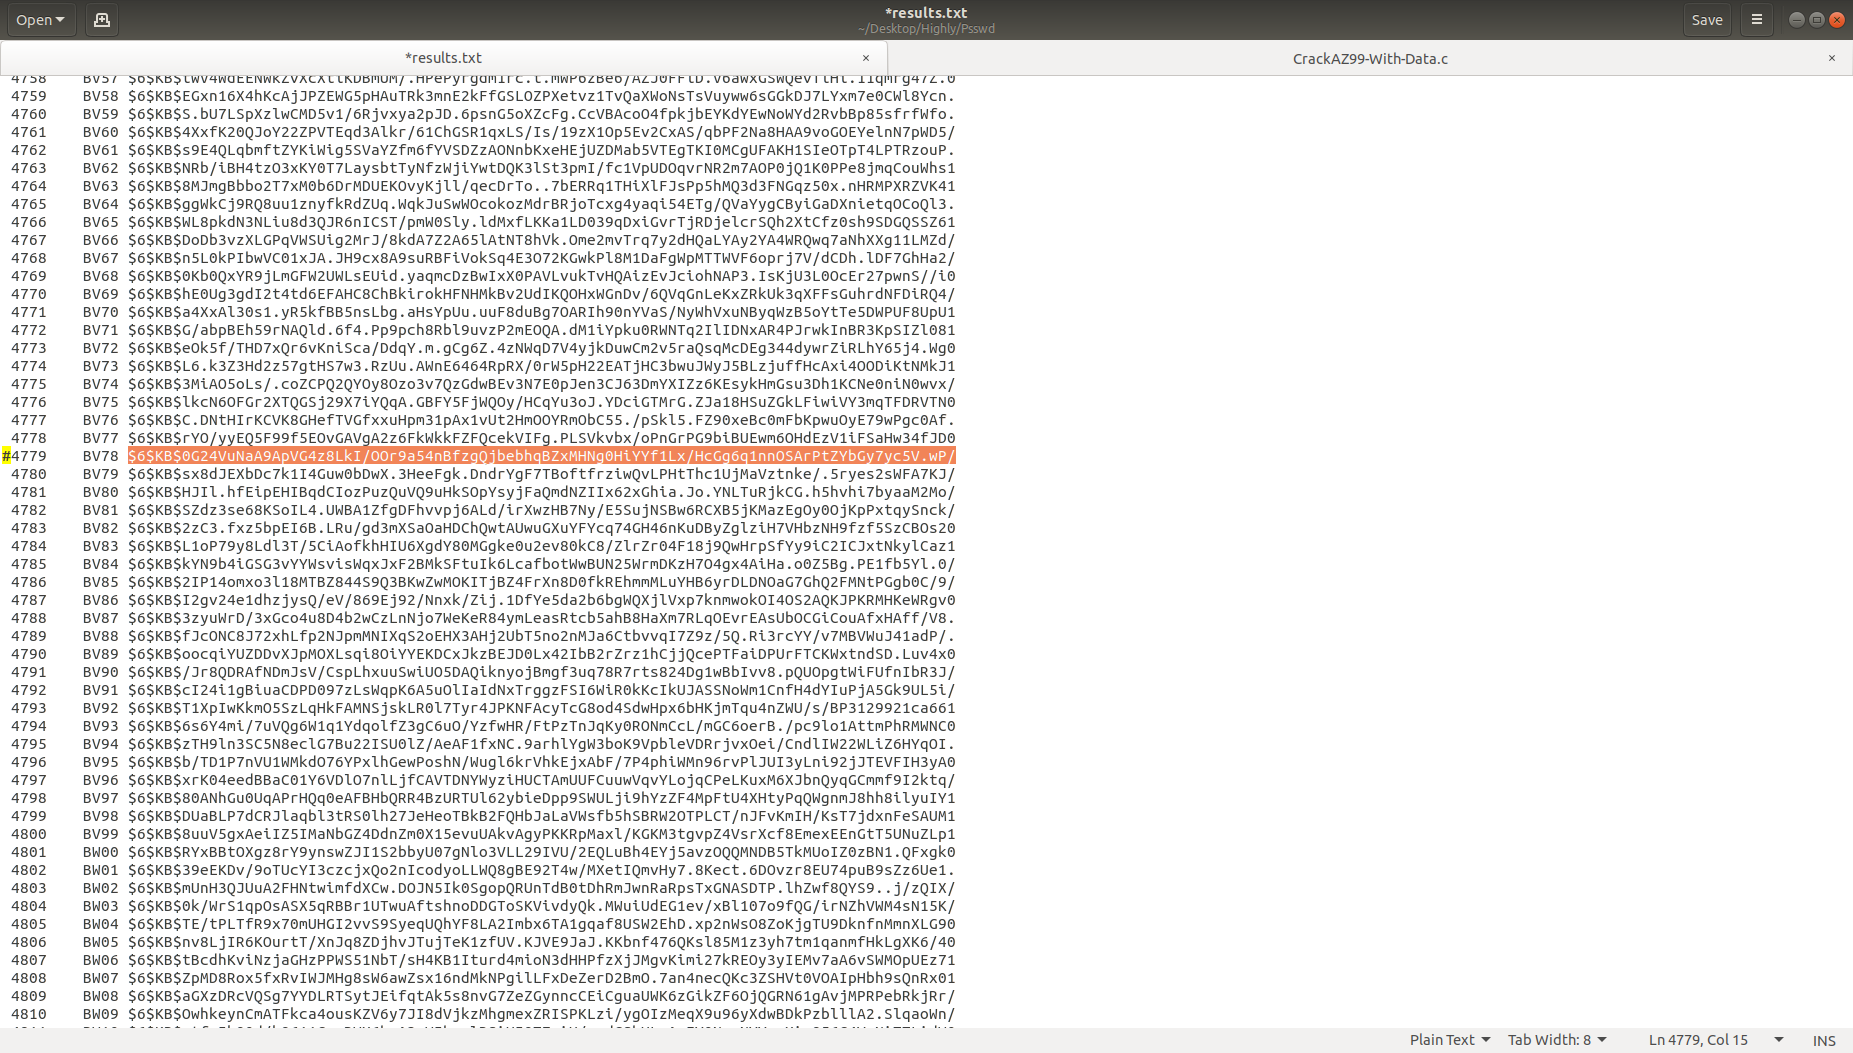 Open
*results.txt
~/Desktop/Highly/Psswd
Save
*results.txt ×
CrackAZ99-With-Data.c ×
4759 BV58 $6$KB$EGxn16X4hKcAjJPZEWG5pHAuTRk3mnE2kFfGSLOZPXetvz1TvQaXWoNsTsVuyww6sGGkDJ7LYxm7e0CWl8Ycn.
4760 BV59 $6$KB$S.bU7LSpXzlwCMD5v1/6Rjvxya2pJD.6psnG5oXZcFg.CcVBAcoO4fpkjbEYKdYEwNoWYd2RvbBp85sfrfWfo.
4761 BV60 $6$KB$4XxfK20QJoY22ZPVTEqd3Alkr/61ChGSR1qxLS/Is/19zX1Op5Ev2CxAS/qbPF2Na8HAA9voGOEYelnN7pWD5/
4762 BV61 $6$KB$s9E4QLqbmftZYKiWig5SVaYZfm6fYVSDZzAONnbKxeHEjUZDMab5VTEgTKI0MCgUFAKH1SIeOTpT4LPTRzouP.
4763 BV62 $6$KB$NRb/iBH4tzO3xKY0T7LaysbtTyNfzWjiYwtDQK3lSt3pmI/fc1VpUDOqvrNR2m7AOP0jQ1K0PPe8jmqCouWhs1
4764 BV63 $6$KB$8MJmgBbbo2T7xM0b6DrMDUEKOvyKjll/qecDrTo..7bERRq1THiXlFJsPp5hMQ3d3FNGqz50x.nHRMPXRZVK41
4765 BV64 $6$KB$ggWkCj9RQ8uu1znyfkRdZUq.WqkJuSwWOcokozMdrBRjoTcxg4yaqi54ETg/QVaYygCByiGaDXnietqOCoQl3.
4766 BV65 $6$KB$WL8pkdN3NLiu8d3QJR6nICST/pmW0Sly.ldMxfLKKa1LD039qDxiGvrTjRDjelcrSQh2XtCfz0sh9SDGQSSZ61
4767 BV66 $6$KB$DoDb3vzXLGPqVWSUig2MrJ/8kdA7Z2A65lAtNT8hVk.Ome2mvTrq7y2dHQaLYAy2YA4WRQwq7aNhXXg11LMZd/
4768 BV67 $6$KB$n5L0kPIbwVC01xJA.JH9cx8A9suRBFiVokSq4E3O72KGwkPl8M1DaFgWpMTTWVF6oprj7V/dCDh.lDF7GhHa2/
4769 BV68 $6$KB$0Kb0QxYR9jLmGFW2UWLsEUid.yaqmcDzBwIxX0PAVLvukTvHQAizEvJciohNAP3.IsKjU3L0OcEr27pwnS//i0
4770 BV69 $6$KB$hE0Ug3gdI2t4td6EFAHC8ChBkirokHFNHMkBv2UdIKQOHxWGnDv/6QVqGnLeKxZRkUk3qXFFsGuhrdNFDiRQ4/
4771 BV70 $6$KB$a4XxAl30s1.yR5kfBB5nsLbg.aHsYpUu.uuF8duBg7OARIh90nYVaS/NyWhVxuNByqWzB5oYtTe5DWPUF8UpU1
4772 BV71 $6$KB$G/abpBEh59rNAQld.6f4.Pp9pch8Rbl9uvzP2mEOQA.dM1iYpku0RWNTq2IlIDNxAR4PJrwkInBR3KpSIZl081
4773 BV72 $6$KB$eOk5f/THD7xQr6vKniSca/DdqY.m.gCg6Z.4zNWqD7V4yjkDuwCm2v5raQsqMcDEg344dywrZiRLhY65j4.Wg0
4774 BV73 $6$KB$L6.k3Z3Hd2z57gtHS7w3.RzUu.AWnE6464RpRX/0rW5pH22EATjHC3bwuJWyJ5BLzjuffHcAxi4OODiKtNMkJ1
4775 BV74 $6$KB$3MiAO5oLs/.coZCPQ2QYOy8Ozo3v7QzGdwBEv3N7E0pJen3CJ63DmYXIZz6KEsykHmGsu3Dh1KCNe0niN0wvx/
4776 BV75 $6$KB$lkcN6OFGr2XTQGSj29X7iYQqA.GBFY5FjWQOy/HCqYu3oJ.YDciGTMrG.ZJa18HSuZGkLFiwiVY3mqTFDRVTN0
4777 BV76 $6$KB$C.DNtHIrKCVK8GHefTVGfxxuHpm31pAx1vUt2HmOOYRmObC55./pSkl5.FZ90xeBc0mFbKpwuOyE79wPgc0Af.
4778 BV77 $6$KB$rYO/yyEQ5F99f5EOvGAVgA2z6FkWkkFZFQcekVIFg.PLSVkvbx/oPnGrPG9biBUEwm6OHdEzV1iFSaHw34fJD0
#4779 BV78 $6$KB$0G24VuNaA9ApVG4z8LkI/OOr9a54nBfzgQjbebhqBZxMHNg0HiYYf1Lx/HcGg6q1nnOSArPtZYbGy7yc5V.wP/
4780 BV79 $6$KB$sx8dJEXbDc7k1I4Guw0bDwX.3HeeFgk.DndrYgF7TBoftfrziwQvLPHtThc1UjMaVztnke/.5ryes2sWFA7KJ/
4781 BV80 $6$KB$HJIl.hfEipEHIBqdCIozPuzQuVQ9uHkSOpYsyjFaQmdNZIIx62xGhia.Jo.YNLTuRjkCG.h5hvhi7byaaM2Mo/
4782 BV81 $6$KB$SZdz3se68KSoIL4.UWBA1ZfgDFhvvpj6ALd/irXwzHB7Ny/E5SujNSBw6RCXB5jKMazEgOy0OjKpPxtqySnck/
4783 BV82 $6$KB$2zC3.fxz5bpEI6B.LRu/gd3mXSaOaHDChQwtAUwuGXuYFYcq74GH46nKuDByZglziH7VHbzNH9fzf5SzCBOs20
4784 BV83 $6$KB$L1oP79y8Ldl3T/5CiAofkhHIU6XgdY80MGgke0u2ev80kC8/ZlrZr04F18j9QwHrpSfYy9iC2ICJxtNkylCaz1
4785 BV84 $6$KB$kYN9b4iGSG3vYYWsvisWqxJxF2BMkSFtuIk6LcafbotWwBUN25WrmDKzH7O4gx4AiHa.o0Z5Bg.PE1fb5Yl.0/
4786 BV85 $6$KB$2IP14omxo3l18MTBZ844S9Q3BKwZwMOKITjBZ4FrXn8D0fkREhmmMLuYHB6yrDLDNOaG7GhQ2FMNtPGgb0C/9/
4787 BV86 $6$KB$I2gv24e1dhzjysQ/eV/869Ej92/Nnxk/Zij.1DfYe5da2b6bgWQXjlVxp7knmwokOI4OS2AQKJPKRMHKeWRgv0
4788 BV87 $6$KB$3zyuWrD/3xGco4u8D4b2wCzLnNjo7WeKeR84ymLeasRtcb5ahB8HaXm7RLqOEvrEAsUbOCGiCouAfxHAff/V8.
4789 BV88 $6$KB$fJcONC8J72xhLfp2NJpmMNIXqS2oEHX3AHj2UbT5no2nMJa6CtbvvqI7Z9z/5Q.Ri3rcYY/v7MBVWuJ41adP/.
4790 BV89 $6$KB$oocqiYUZDDvXJpMOXLsqi8OiYYEKDCxJkzBEJD0Lx42IbB2rZrz1hCjjQcePTFaiDPUrFTCKWxtndSD.Luv4x0
4791 BV90 $6$KB$/Jr8QDRAfNDmJsV/CspLhxuuSwiUO5DAQiknyojBmgf3uq78R7rts824Dg1wBbIvv8.pQUOpgtWiFUfnIbR3J/
4792 BV91 $6$KB$cI24i1gBiuaCDPD097zLsWqpK6A5uOlIaIdNxTrggzFSI6WiR0kKcIkUJASSNoWm1CnfH4dYIuPjA5Gk9UL5i/
4793 BV92 $6$KB$T1XpIwKkmO5SzLqHkFAMNSjskLR0l7Tyr4JPKNFAcyTcG8od4SdwHpx6bHKjmTqu4nZWU/s/BP3129921ca661
4794 BV93 $6$KB$6s6Y4mi/7uVQg6W1q1YdqolfZ3gC6uO/YzfwHR/FtPzTnJqKy0RONmCcL/mGC6oerB./pc9lo1AttmPhRMWNC0
4795 BV94 $6$KB$zTH9ln3SC5N8eclG7Bu22ISU0lZ/AeAF1fxNC.9arhlYgW3boK9VpbleVDRrjvxOei/CndlIW22WLiZ6HYqOI.
4796 BV95 $6$KB$b/TD1P7nVU1WMkdO76YPxlhGewPoshN/Wugl6krVhkEjxAbF/7P4phiWMn96rvPlJUI3yLni92jJTEVFIH3yA0
4797 BV96 $6$KB$xrK04eedBBaC01Y6VDlO7nlLjfCAVTDNYWyziHUCTAmUUFCuuwVqvYLojqCPeLKuxM6XJbnQyqGCmmf9I2ktq/
4798 BV97 $6$KB$80ANhGu0UqAPrHQq0eAFBHbQRR4BzURTUl62ybieDpp9SWULji9hYzZF4MpFtU4XHtyPqQWgnmJ8hh8ilyuIY1
4799 BV98 $6$KB$DUaBLP7dCRJlaqbl3tRS0lh27JeHeoTBkB2FQHbJaLaVWsfb5hSBRW2OTPLCT/nJFvKmIH/KsT7jdxnFeSAUM1
4800 BV99 $6$KB$8uuV5gxAeiIZ5IMaNbGZ4DdnZm0X15evuUAkvAgyPKKRpMaxl/KGKM3tgvpZ4VsrXcf8EmexEEnGtT5UNuZLp1
4801 BW00 $6$KB$RYxBBtOXgz8rY9ynswZJI1S2bbyU07gNlo3VLL29IVU/2EQLuBh4EYj5avzOQQMNDB5TkMUoIZ0zBN1.QFxgk0
4802 BW01 $6$KB$39eEKDv/9oTUcYI3czcjxQo2nIcodyoLLWQ8gBE92T4w/MXetIQmvHy7.8Kect.6DOvzr8EU74puB9sZz6Ue1.
4803 BW02 $6$KB$mUnH3QJUuA2FHNtwimfdXCw.DOJN5Ik0SgopQRUnTdB0tDhRmJwnRaRpsTxGNASDTP.lhZwf8QYS9..j/zQIX/
4804 BW03 $6$KB$0k/WrS1qpOsASX5qRBBr1UTwuAftshnoDDGToSKVivdyQk.MWuiUdEG1ev/xBl107o9fQG/irNZhVWM4sN15K/
4805 BW04 $6$KB$TE/tPLTfR9x70mUHGI2vvS9SyeqUQhYF8LA2Imbx6TA1gqaf8USW2EhD.xp2nWsO8ZoKjgTU9DknfnMmnXLG90
4806 BW05 $6$KB$nv8LjIR6KOurtT/XnJq8ZDjhvJTujTeK1zfUV.KJVE9JaJ.KKbnf476QKsl85M1z3yh7tm1qanmfHkLgXK6/40
4807 BW06 $6$KB$tBcdhKviNzjaGHzPPWS51NbT/sH4KB1Iturd4mioN3dHHPfzXjJMgvKimi27kREOy3yIEMv7aA6vSWMOpUEz71
4808 BW07 $6$KB$ZpMD8Rox5fxRvIWJMHg8sW6awZsx16ndMkNPgilLFxDeZerD2BmO.7an4necQKc3ZSHVt0VOAIpHbh9sQnRx01
4809 BW08 $6$KB$aGXzDRcVQSg7YYDLRTSytJEifqtAk5s8nvG7ZeZGynncCEiCguaUWK6zGikZF6OjQGRN61gAvjMPRPebRkjRr/
4810 BW09 $6$KB$OwhkeynCmATFkca4ousKZV6y7JI8dVjkzMhgmexZRISPKLzi/ygOIzMeqX9u96yXdwBDkPzblllA2.SlqaoWn/
Plain Text Tab Width: 8 Ln 4779, Col 15 INS